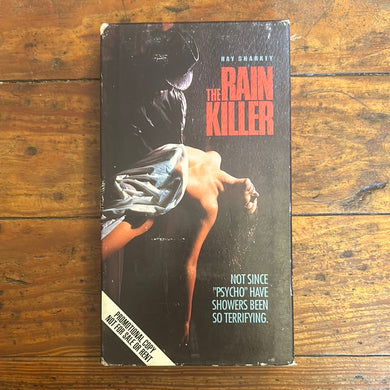 RAY SHARKEY
THE RAIN
KILLER
NOT SINCE
"PSYCHO" HAVE
SHOWERS BEEN
SO TERRIFYING.
PROMOTIONAL COPY
NOT FOR SALE OR RENT